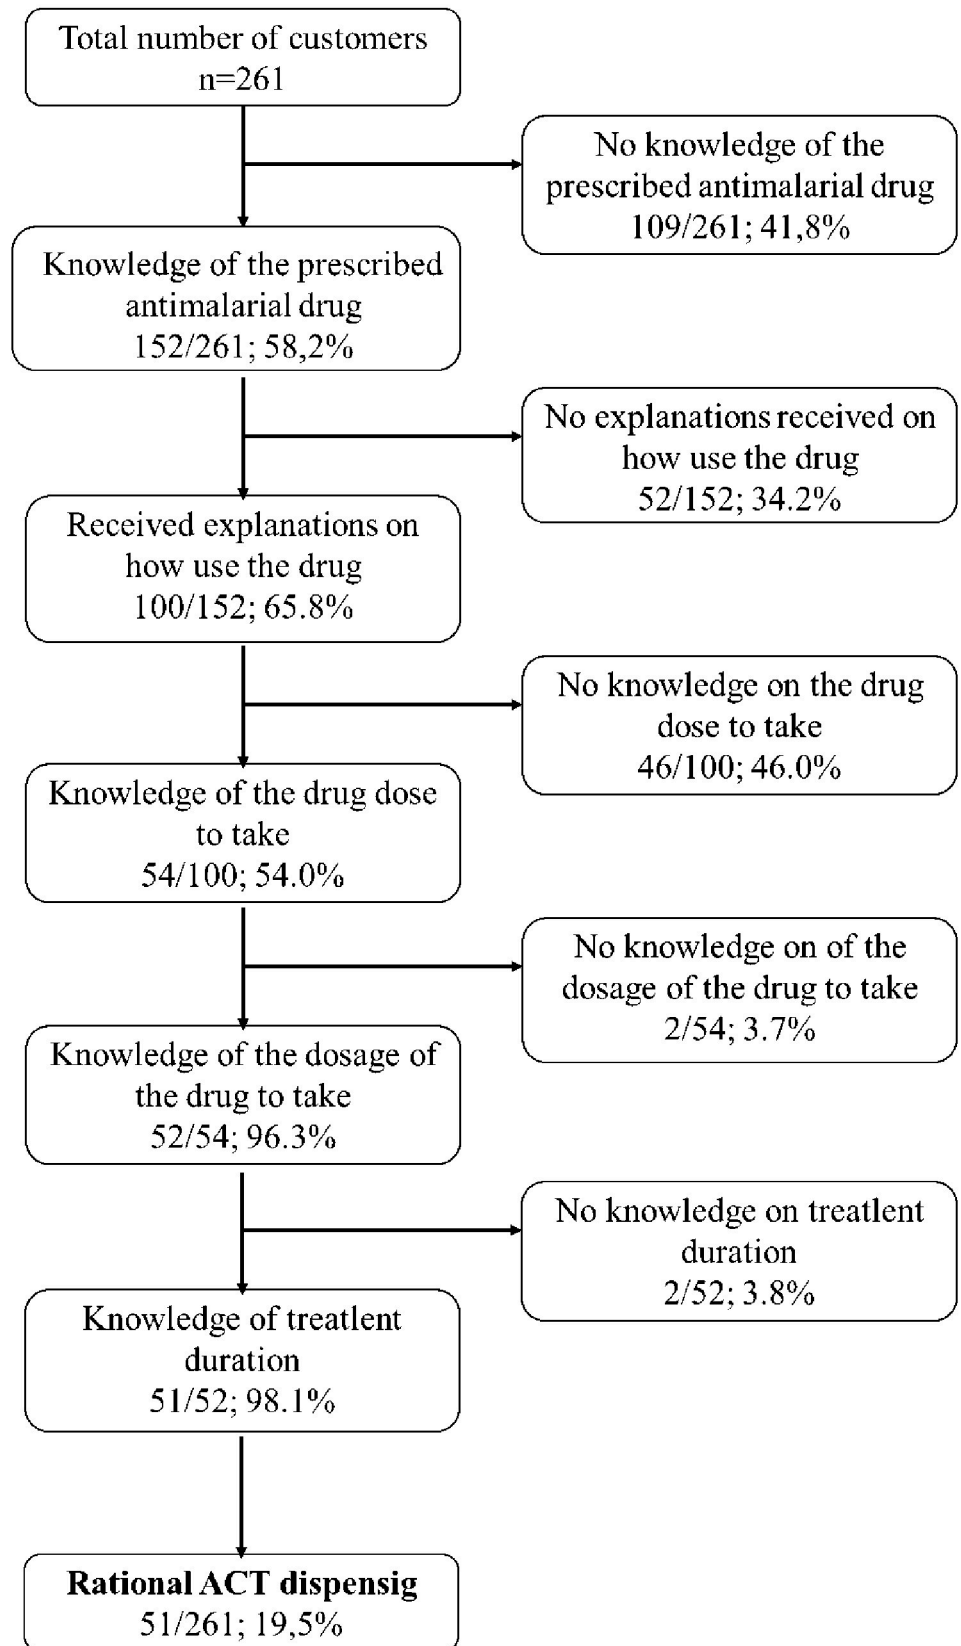 Total number of customers
n=261
No knowledge of the
prescribed antimalarial drug
109/261; 41,8%
Knowledge of the prescribed
antimalarial drug
152/261; 58,2%
No explanations received on
how use the drug
52/152; 34.2%
Received explanations on
how use the drug
100/152; 65.8%
No knowledge on the drug
dose to take
46/100; 46.0%
Knowledge of the drug dose
to take
54/100; 54.0%
No knowledge on of the
dosage of the drug to take
2/54; 3.7%
Knowledge of the dosage of
the drug to take
52/54; 96.3%
No knowledge on treatlent
duration
2/52; 3.8%
Knowledge of treatlent
duration
51/52; 98.1%
Rational ACT dispensig
51/261; 19,5%